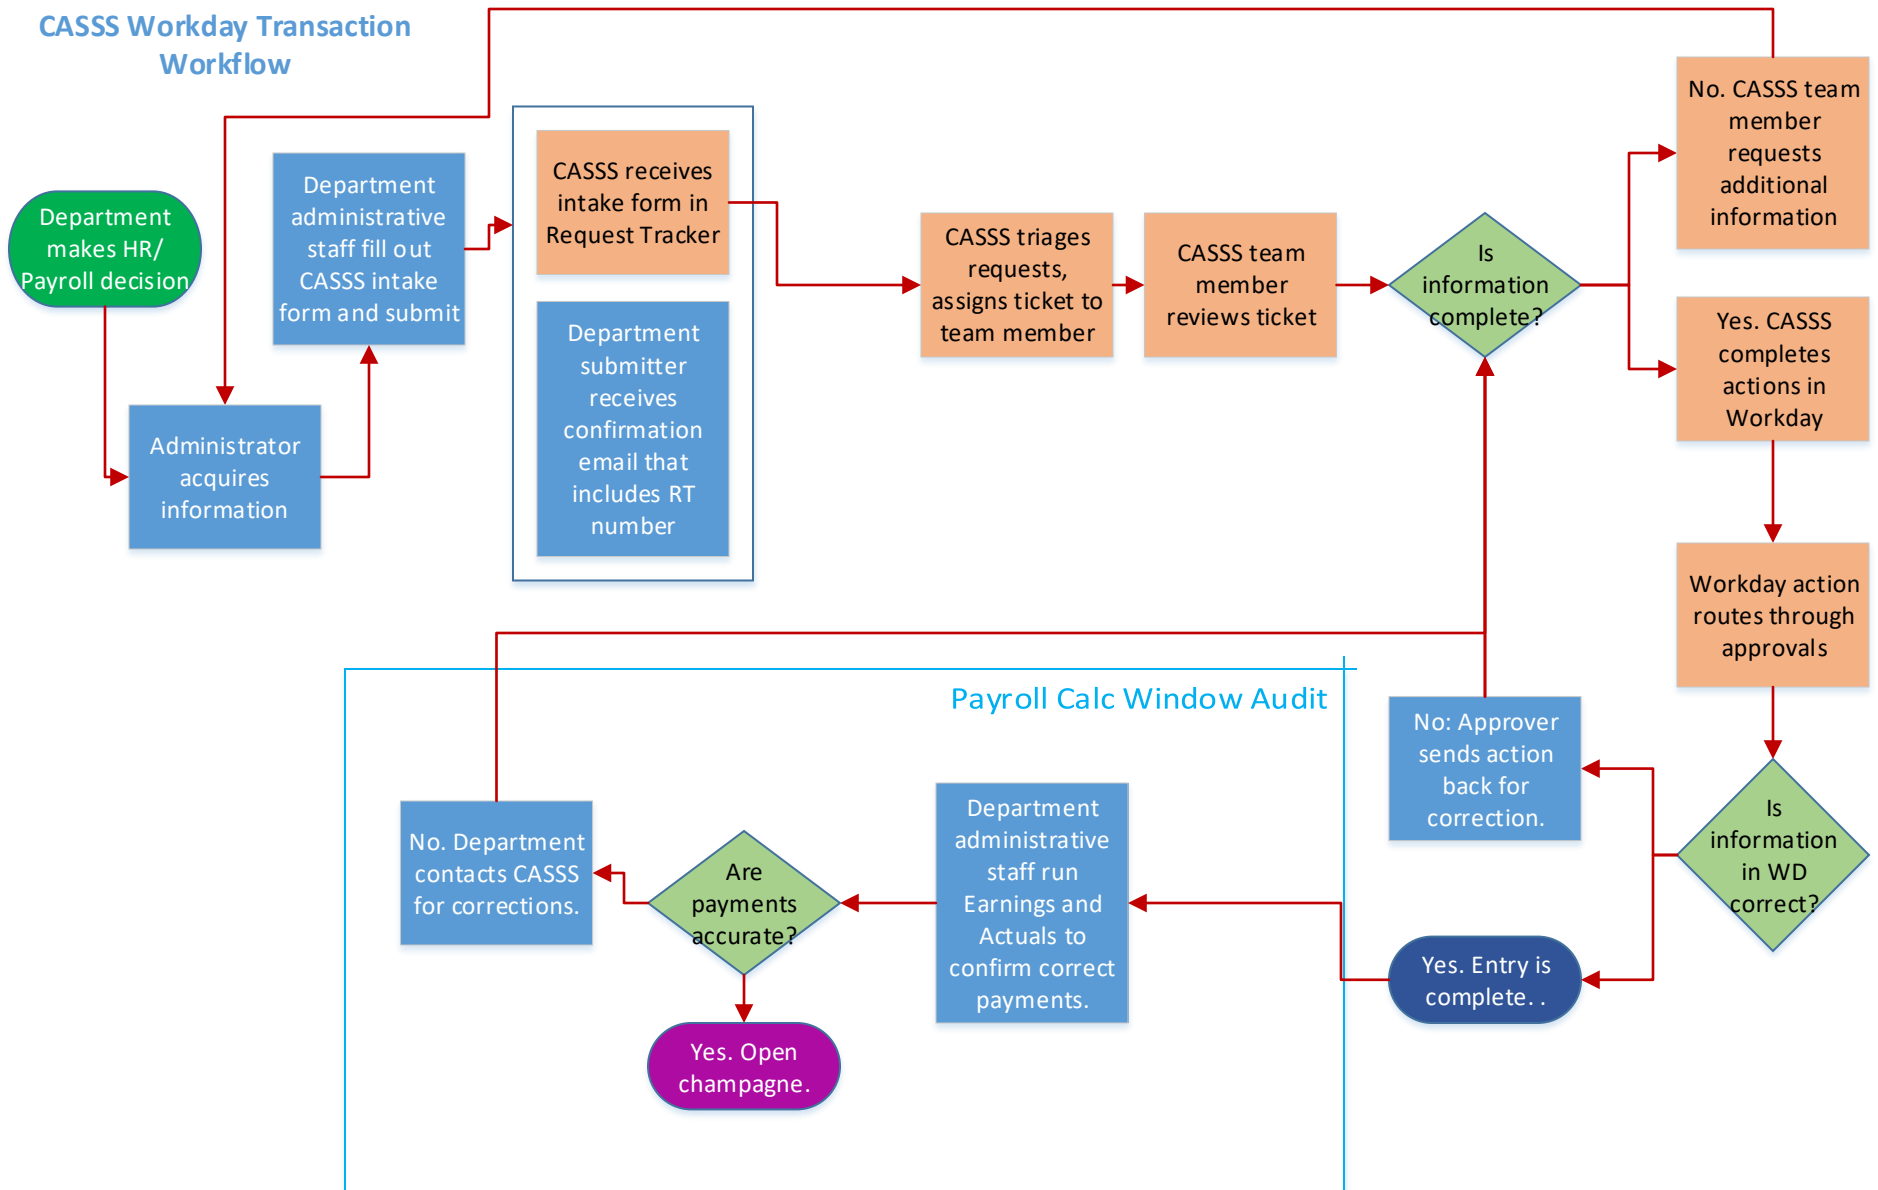 CASSS Workday Transaction
Workflow
Department
makes HR/
Payroll decision
Administrator
acquires
information
Department
administrative
staff fill out
CASSS intake
form and submit
CASSS receives
intake form in
Request Tracker
Department
submitter
receives
confirmation
email that
includes RT
number
CASSS triages
requests,
assigns ticket to
team member
CASSS team
member
reviews ticket
Is
information
complete?
No. CASSS team
member
requests
additional
information
Yes. CASSS
completes
actions in
Workday
Workday action
routes through
approvals
Is
information
in WD
correct?
No: Approver
sends action
back for
correction.
Yes. Entry is
complete. .
Payroll Calc Window Audit
Department
administrative
staff run
Earnings and
Actuals to
confirm correct
payments.
Are
payments
accurate?
No. Department
contacts CASSS
for corrections.
Yes. Open
champagne.